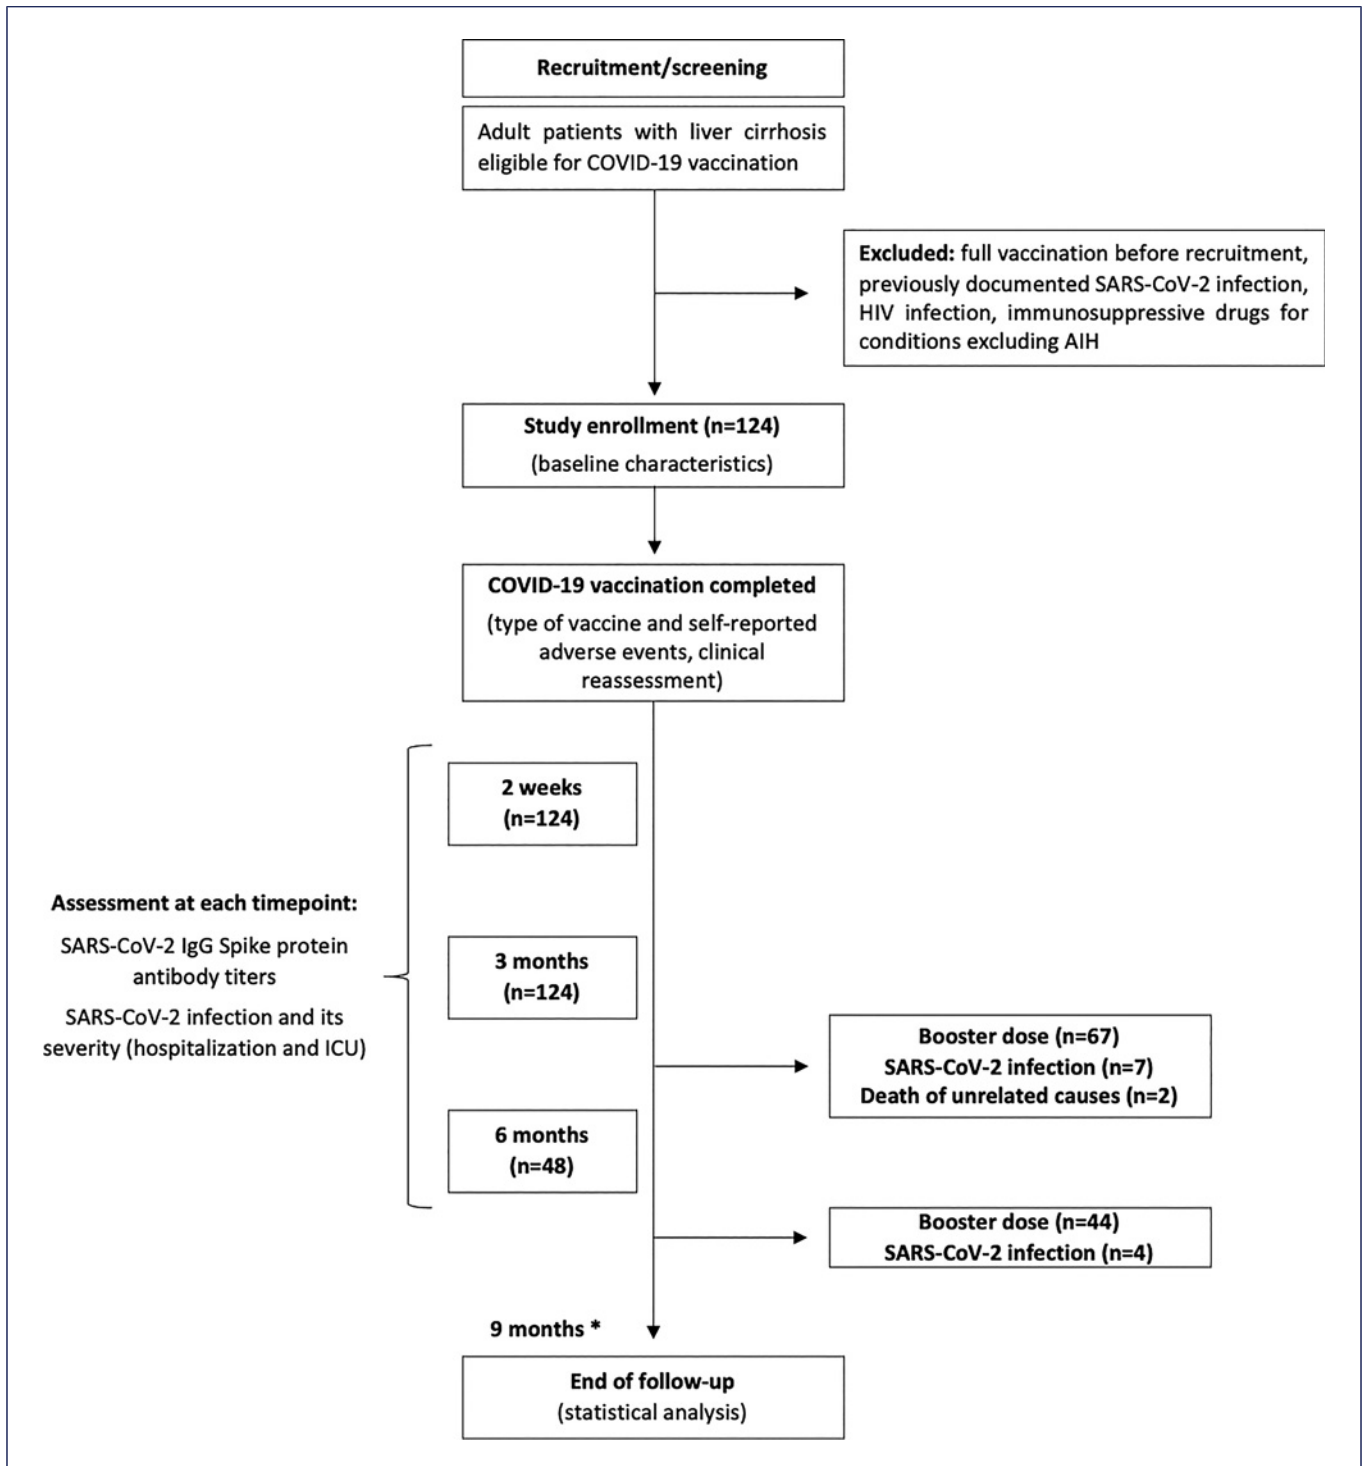 Recruitment/screening
Adult patients with liver cirrhosis
eligible for COVID-19 vaccination
Excluded: full vaccination before recruitment,
previously documented SARS-CoV-2 infection,
HIV infection, immunosuppressive drugs for
conditions excluding AIH
Study enrollment (n=124)
(baseline characteristics)
COVID-19 vaccination completed
(type of vaccine and self-reported
adverse events, clinical
reassessment)
2 weeks
(n=124)
Assessment at each timepoint:
SARS-CoV-2 IgG Spike protein
antibody titers
SARS-CoV-2 infection and its
severity (hospitalization and ICU)
3 months
(n=124)
Booster dose (n=67)
SARS-CoV-2 infection (n=7)
Death of unrelated causes (n=2)
6 months
(n=48)
Booster dose (n=44)
SARS-CoV-2 infection (n=4)
9 months *
End of follow-up
(statistical analysis)